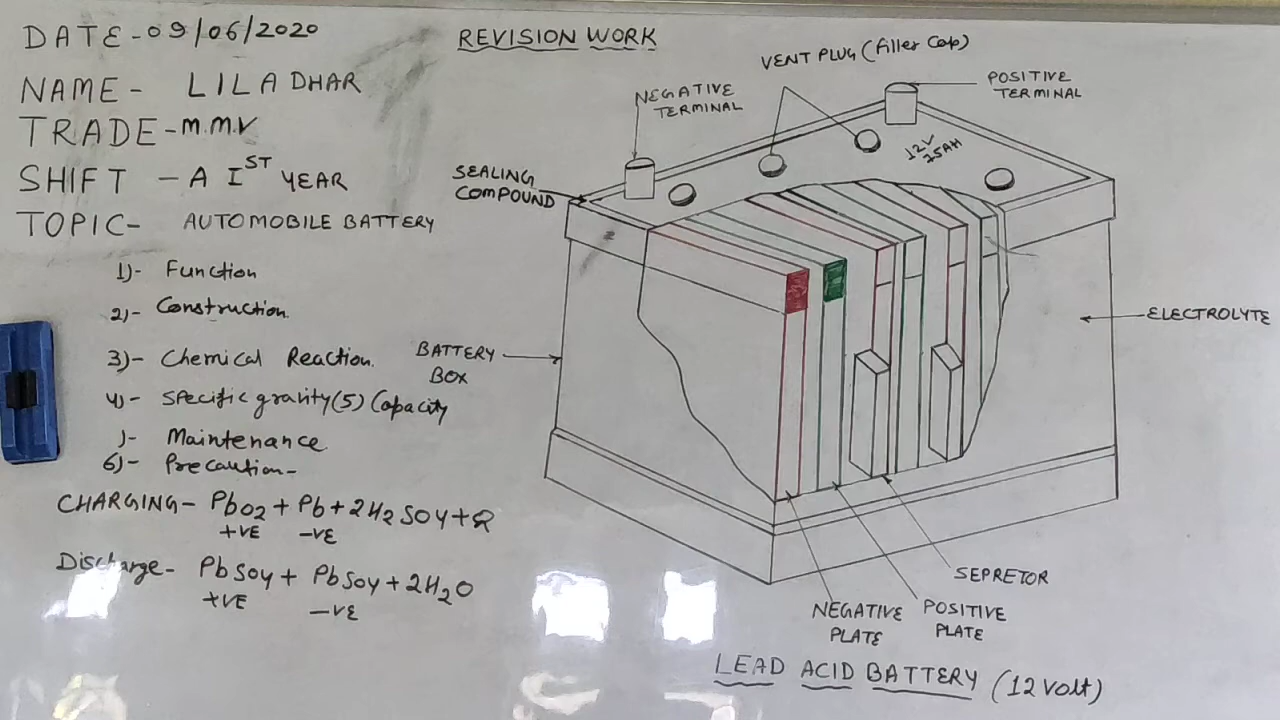 DATE-09/06/2020
NAME- LILADHAR
TRADE-M.M.V
SHIFT - A IST YEAR
TOPIC- AUTOMOBILE BATTERY
1)- Function
2)- Construction.
3)- Chemical Reaction.
4)- Specific gravity (5) Capacity
)- Maintenance
6)- Precaution-
CHARGING- PbO2 + Pb + 2H2SO4 + Q
+VE -VE
Discharge- PbSO4 + PbSO4 + 2H2O
+VE -VE
REVISION WORK
VENT PLUG (Filler Cap)
NEGATIVE
TERMINAL
POSITIVE
TERMINAL
12V
75AH
SEALING
COMPOUND
BATTERY
BOX
ELECTROLYTE
SEPRETOR
NEGATIVE
PLATE
POSITIVE
PLATE
LEAD ACID BATTERY (12 Volt)